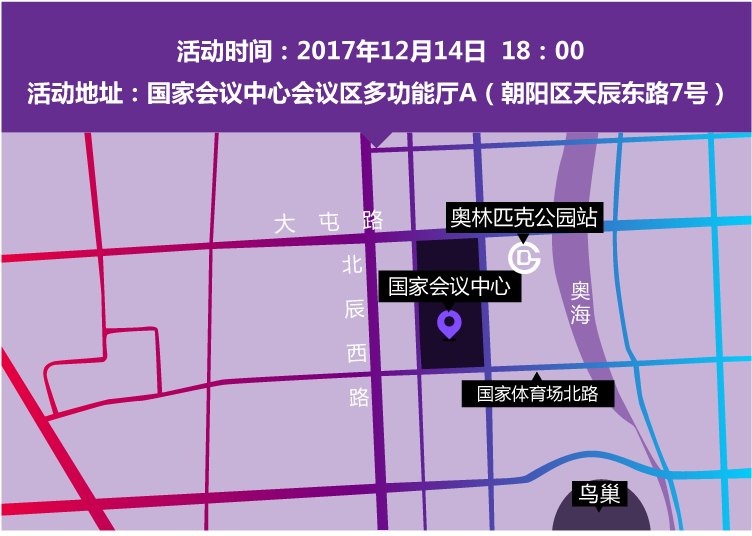 活动时间：2017年12月14日 18：00
活动地址：国家会议中心会议区多功能厅A（朝阳区天辰东路7号）
大屯路
奥林匹克公园站
北辰西路
国家会议中心
奥海
国家体育场北路
鸟巢